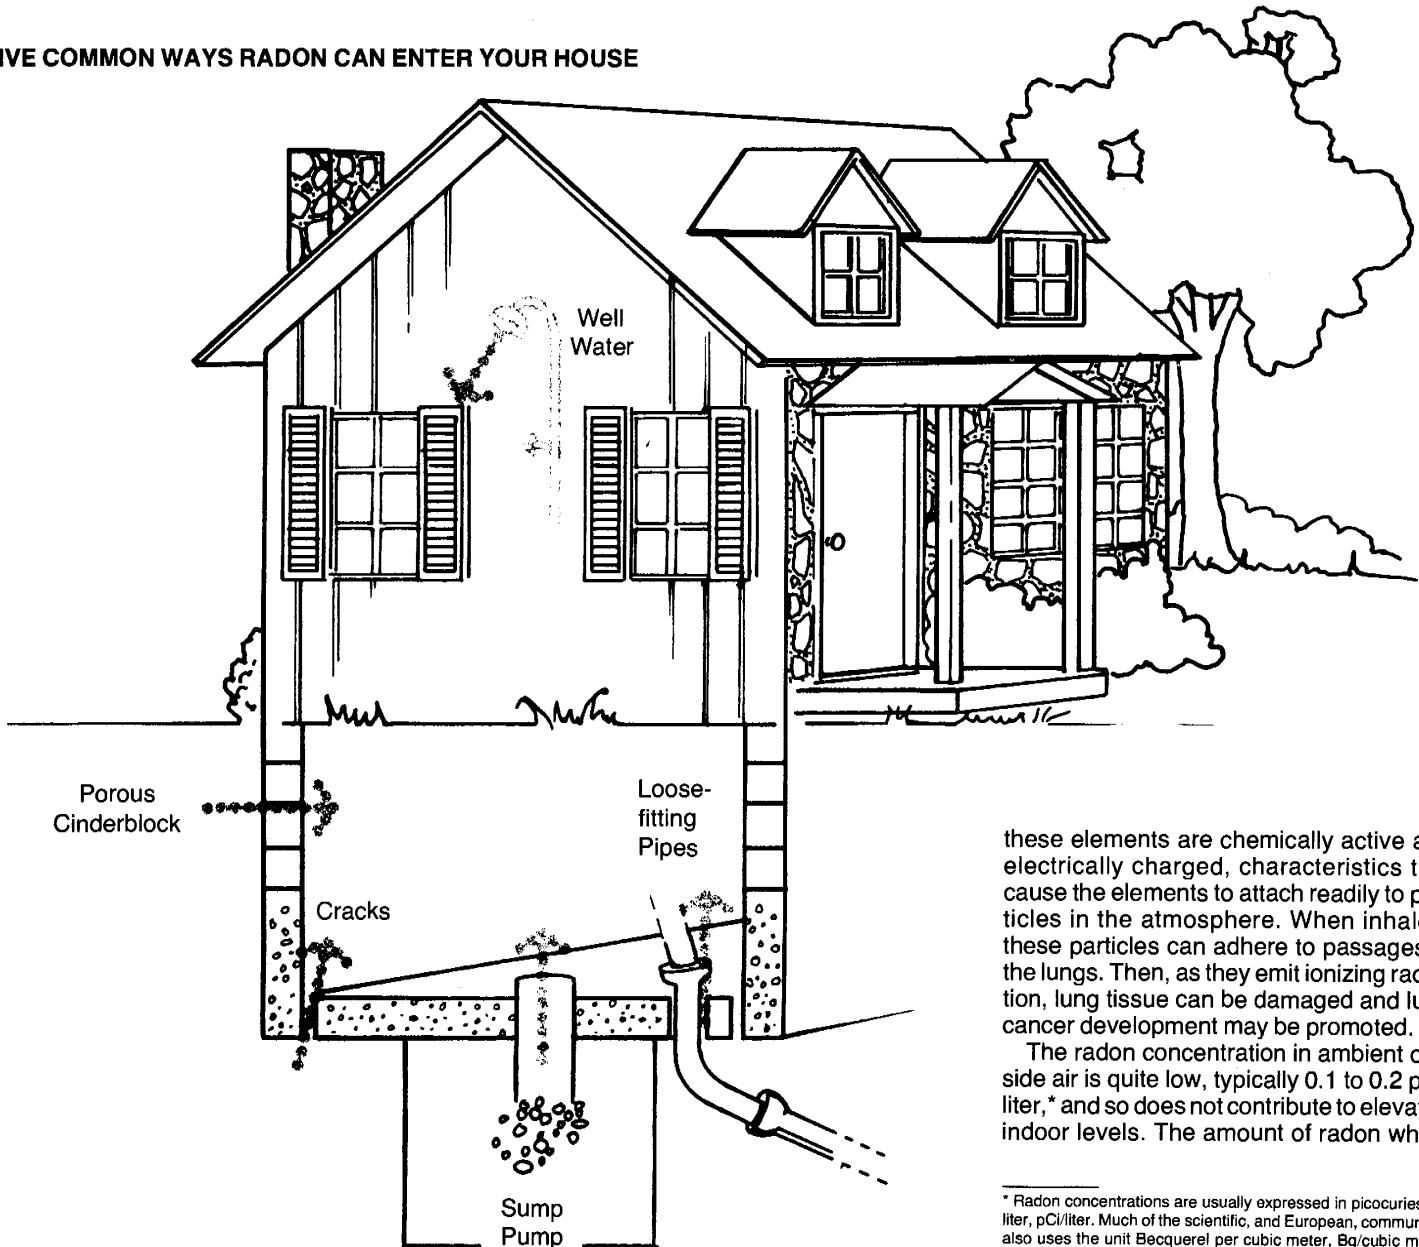 IVE COMMON WAYS RADON CAN ENTER YOUR HOUSE
Well
Water
Porous
Cinderblock
Loose-
fitting
Pipes
Cracks
Sump
Pump
these elements are chemically active a
electrically charged, characteristics t
cause the elements to attach readily to p
ticles in the atmosphere. When inhale
these particles can adhere to passages
the lungs. Then, as they emit ionizing rad
tion, lung tissue can be damaged and lu
cancer development may be promoted.
The radon concentration in ambient o
side air is quite low, typically 0.1 to 0.2 p
liter,* and so does not contribute to elevat
indoor levels. The amount of radon wh
* Radon concentrations are usually expressed in picocuries
liter, pCi/liter. Much of the scientific, and European, commun
also uses the unit Becquerel per cubic meter, Bq/cubic m